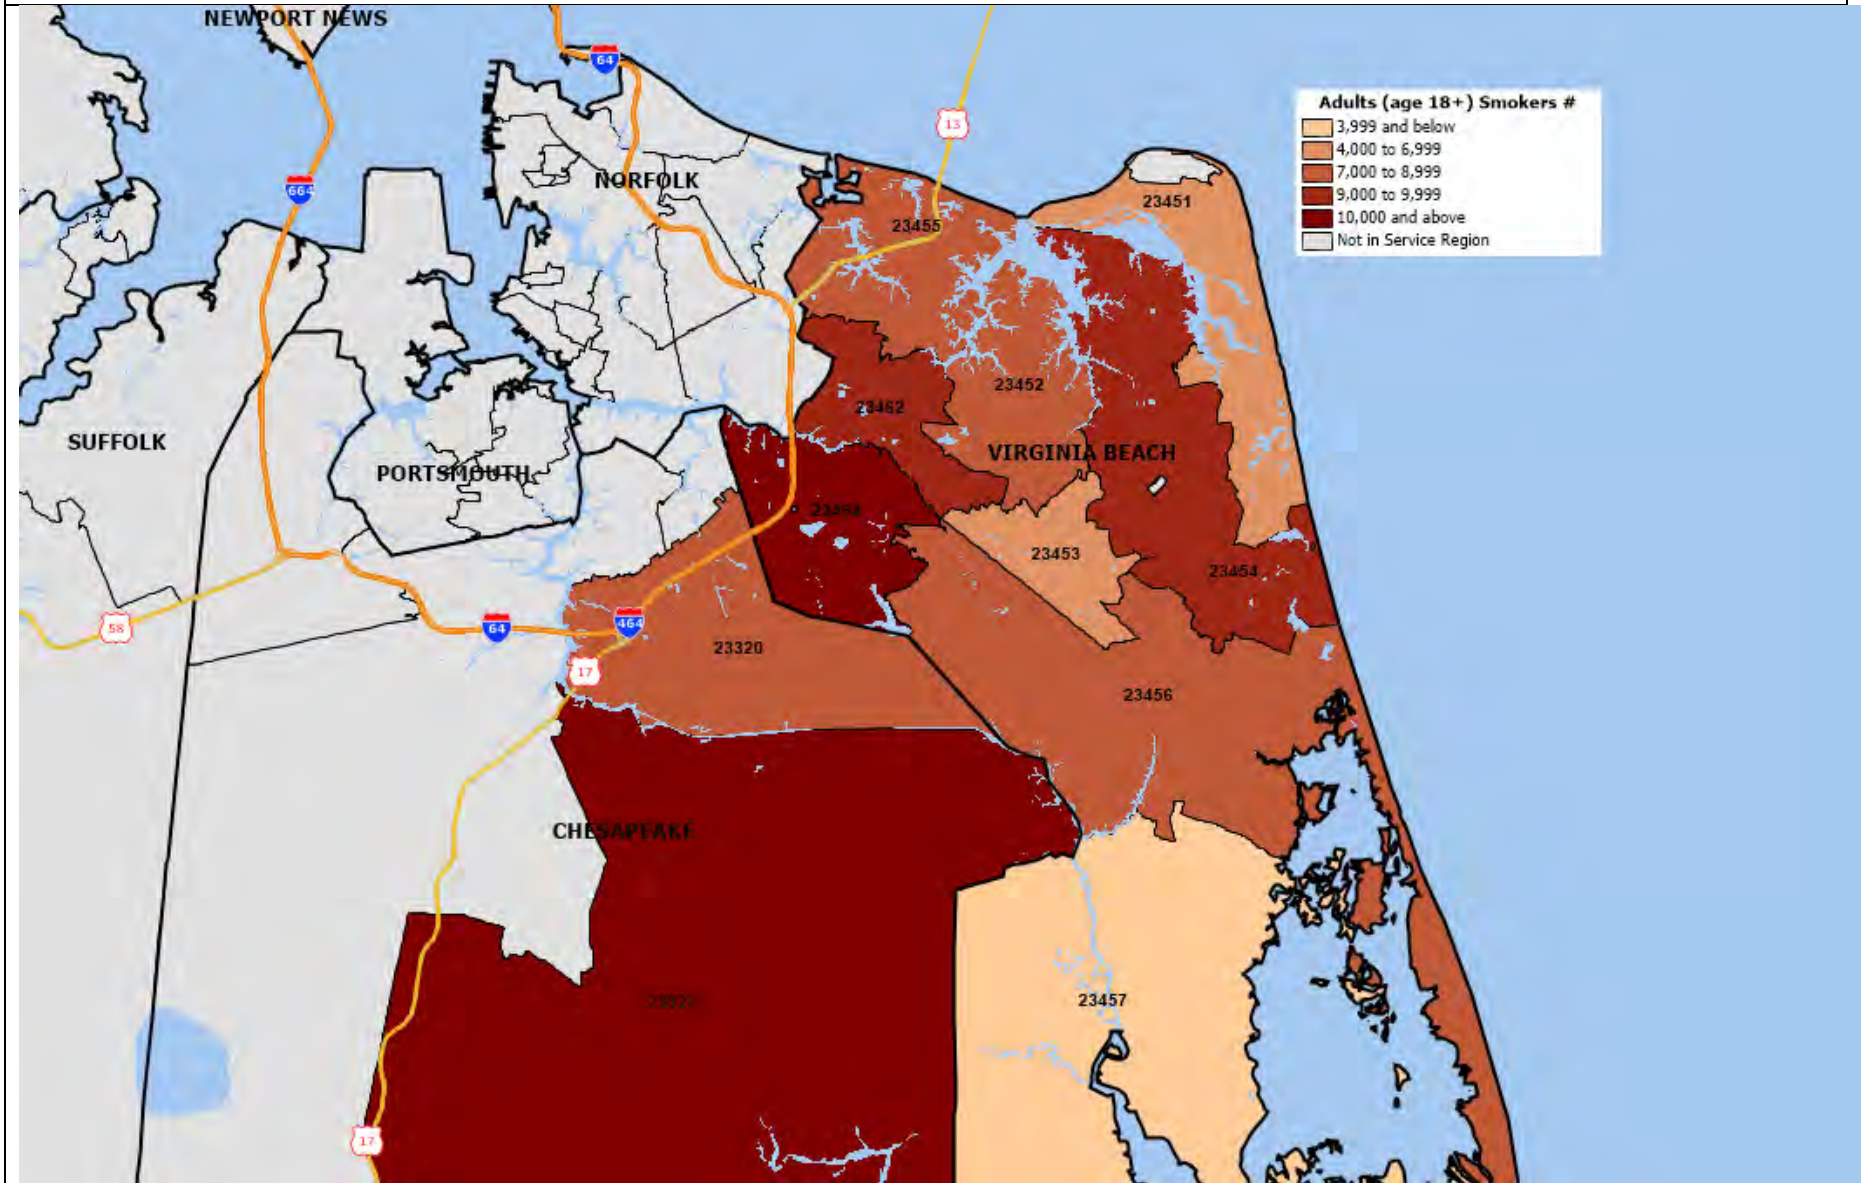 NEWPORT NEWS
64
13
Adults (age 18+) Smokers #
3,999 and below
4,000 to 6,999
7,000 to 8,999
9,000 to 9,999
10,000 and above
Not in Service Region
664
NORFOLK
23451
23455
23452
23462
SUFFOLK
VIRGINIA BEACH
PORTSMOUTH
23453
23454
58
64
464
23320
17
23456
CHESAPEAKE
23457
17